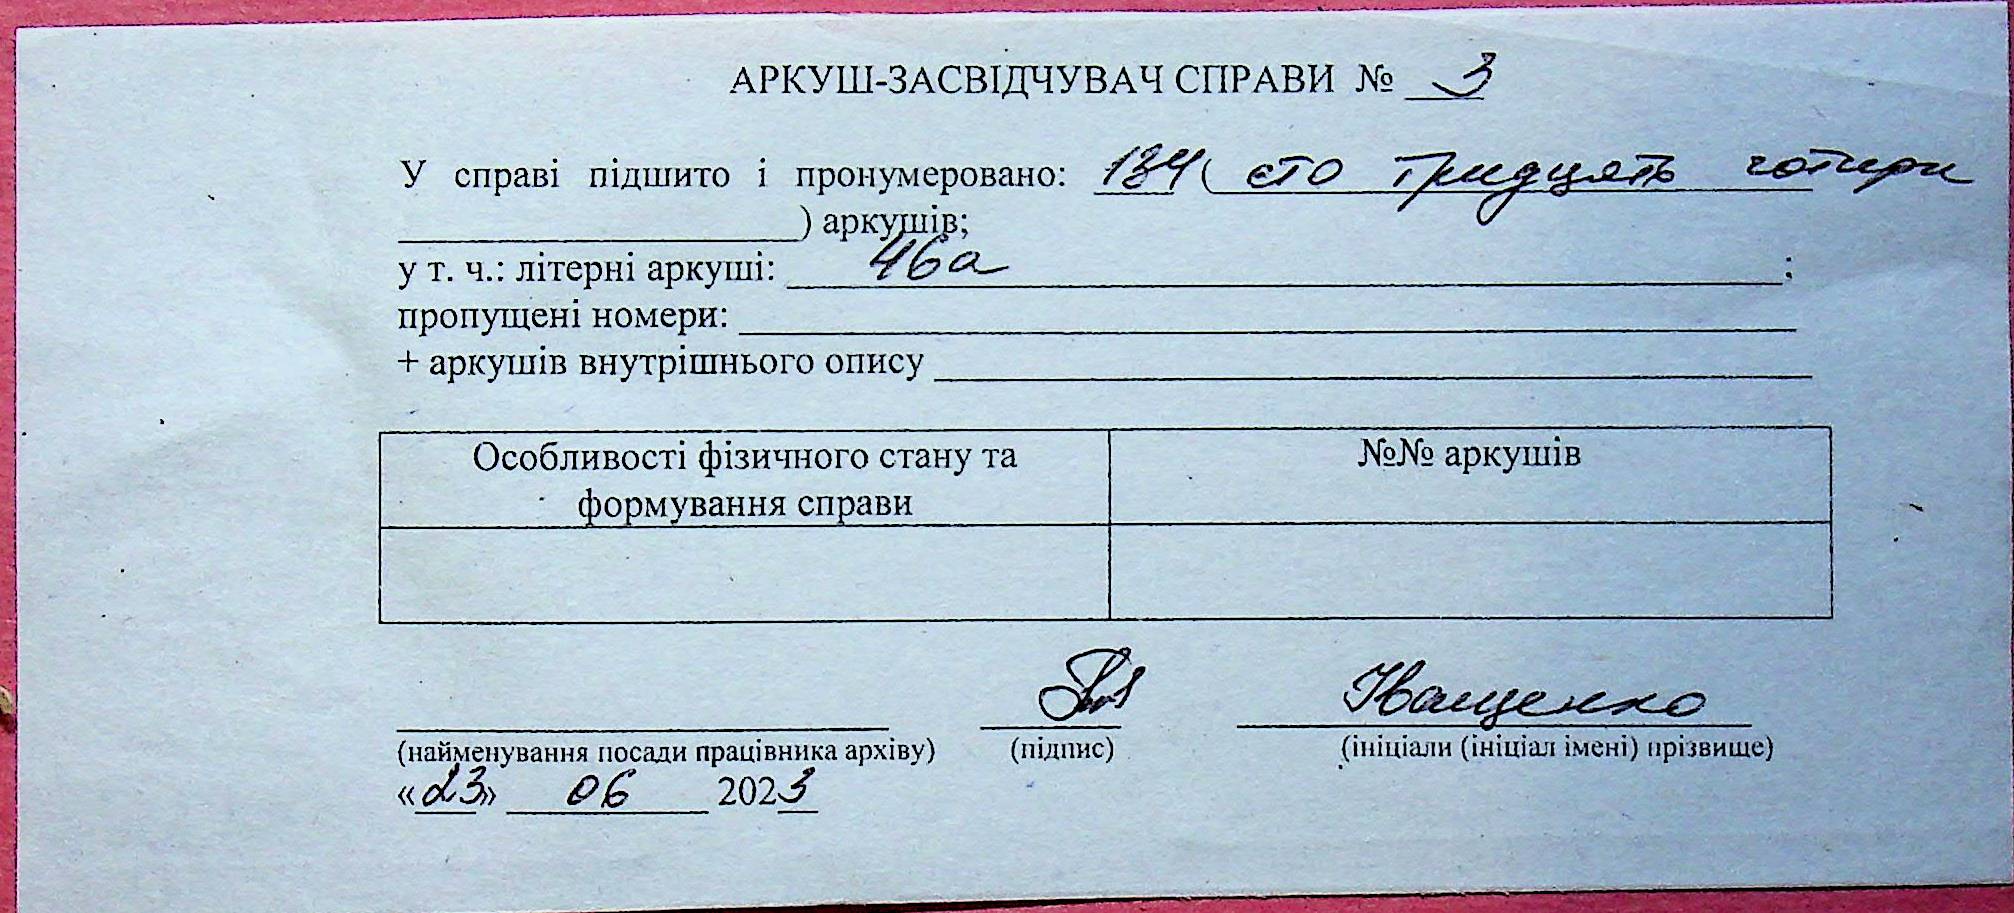 АРКУШ-ЗАСВІДЧУВАЧ СПРАВИ № 3
У справі підшито і пронумеровано: 134 ( сто тридцять чотири
) аркушів;
у т. ч.: літерні аркуші: 46а ;
пропущені номери:
+ аркушів внутрішнього опису
Особливості фізичного стану та формування справи
№№ аркушів
Іващенко
(найменування посади працівника архіву) (підпис) (ініціали (ініціал імені) прізвище)
«23» 06 2023